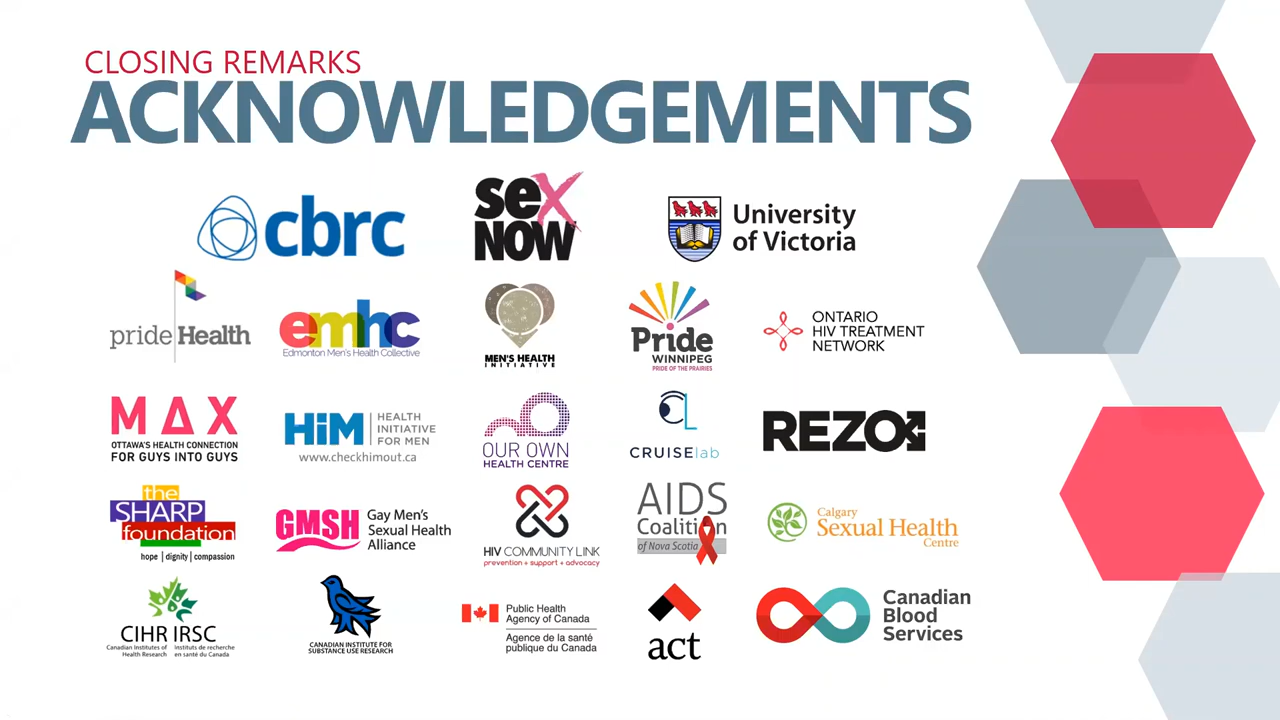 CLOSING REMARKS
ACKNOWLEDGEMENTS
cbrc
sex
NOW
University
of Victoria
pride Health
emhc
Edmonton Men's Health Collective
MEN'S HEALTH
INITIATIVE
Pride
WINNIPEG
PRIDE OF THE PRAIRIES
ONTARIO
HIV TREATMENT
NETWORK
MAX
OTTAWA'S HEALTH CONNECTION
FOR GUYS INTO GUYS
HiM
HEALTH
INITIATIVE
FOR MEN
www.checkhimout.ca
OUR OWN
HEALTH CENTRE
CL
CRUISElab
REZO
the
SHARP
foundation
hope | dignity | compassion
GMSH
Gay Men's
Sexual Health
Alliance
HIV COMMUNITY LINK
prevention + support + advocacy
AIDS
Coalition
of Nova Scotia
Calgary
Sexual Health
Centre
CIHR IRSC
Canadian Institutes of
Health Research
Instituts de recherche
en santé du Canada
CANADIAN INSTITUTE FOR
SUBSTANCE USE RESEARCH
Public Health
Agency of Canada
Agence de la santé
publique du Canada
act
Canadian
Blood
Services